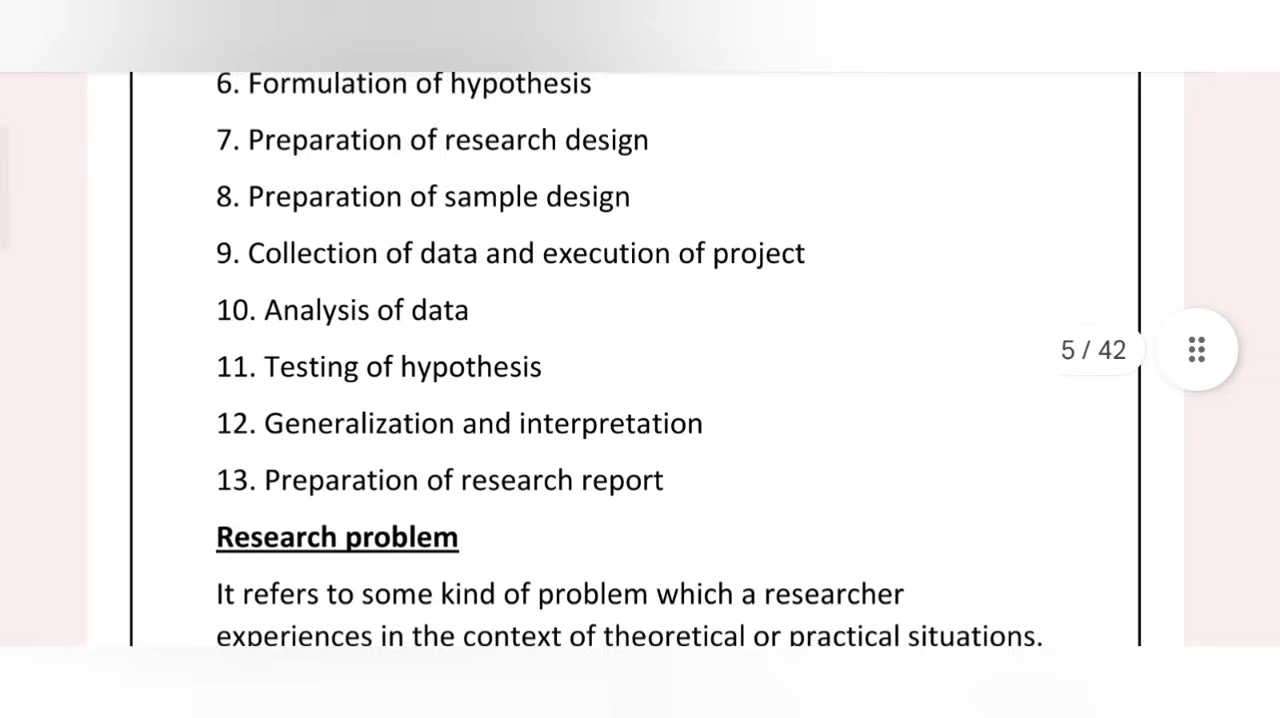 6. Formulation of hypothesis
7. Preparation of research design
8. Preparation of sample design
9. Collection of data and execution of project
10. Analysis of data
5 / 42
11. Testing of hypothesis
12. Generalization and interpretation
13. Preparation of research report
Research problem
It refers to some kind of problem which a researcher
experiences in the context of theoretical or practical situations.